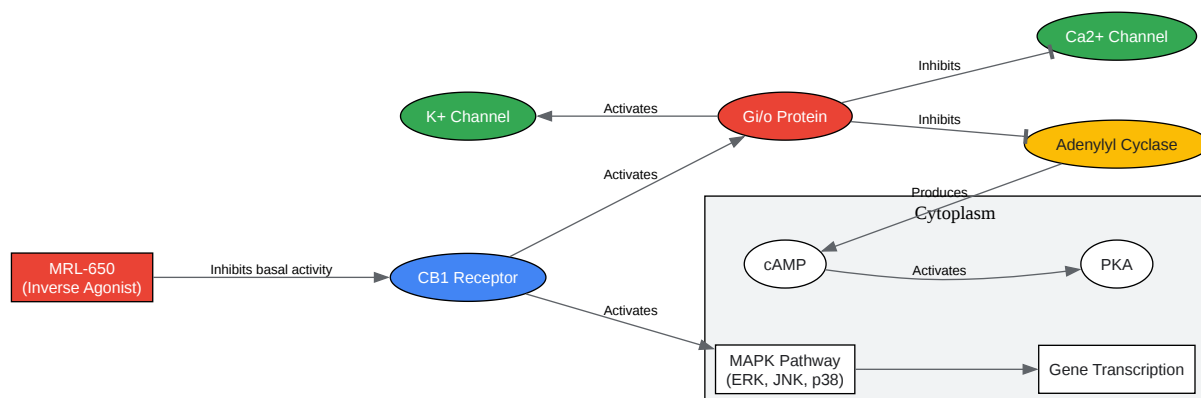 Ca2+ Channel
Inhibits
K+ Channel
Activates
Gi/o Protein
Inhibits
Adenylyl Cyclase
Activates
Produces
Cytoplasm
MRL-650
(Inverse Agonist)
Inhibits basal activity
CB1 Receptor
cAMP
Activates
PKA
Activates
MAPK Pathway
(ERK, JNK, p38)
Gene Transcription